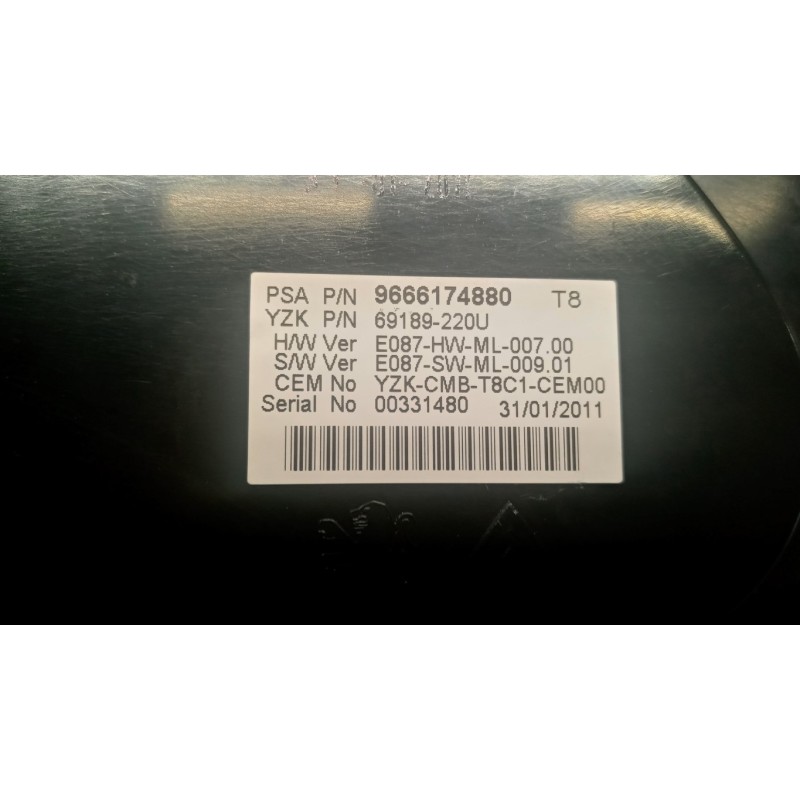 PSA P/N 9666174880 T8
YZK P/N 69189-220U
H/W Ver E087-HW-ML-007.00
S/W Ver E087-SW-ML-009.01
CEM No YZK-CMB-T8C1-CEM00
Serial No 00331480 31/01/2011